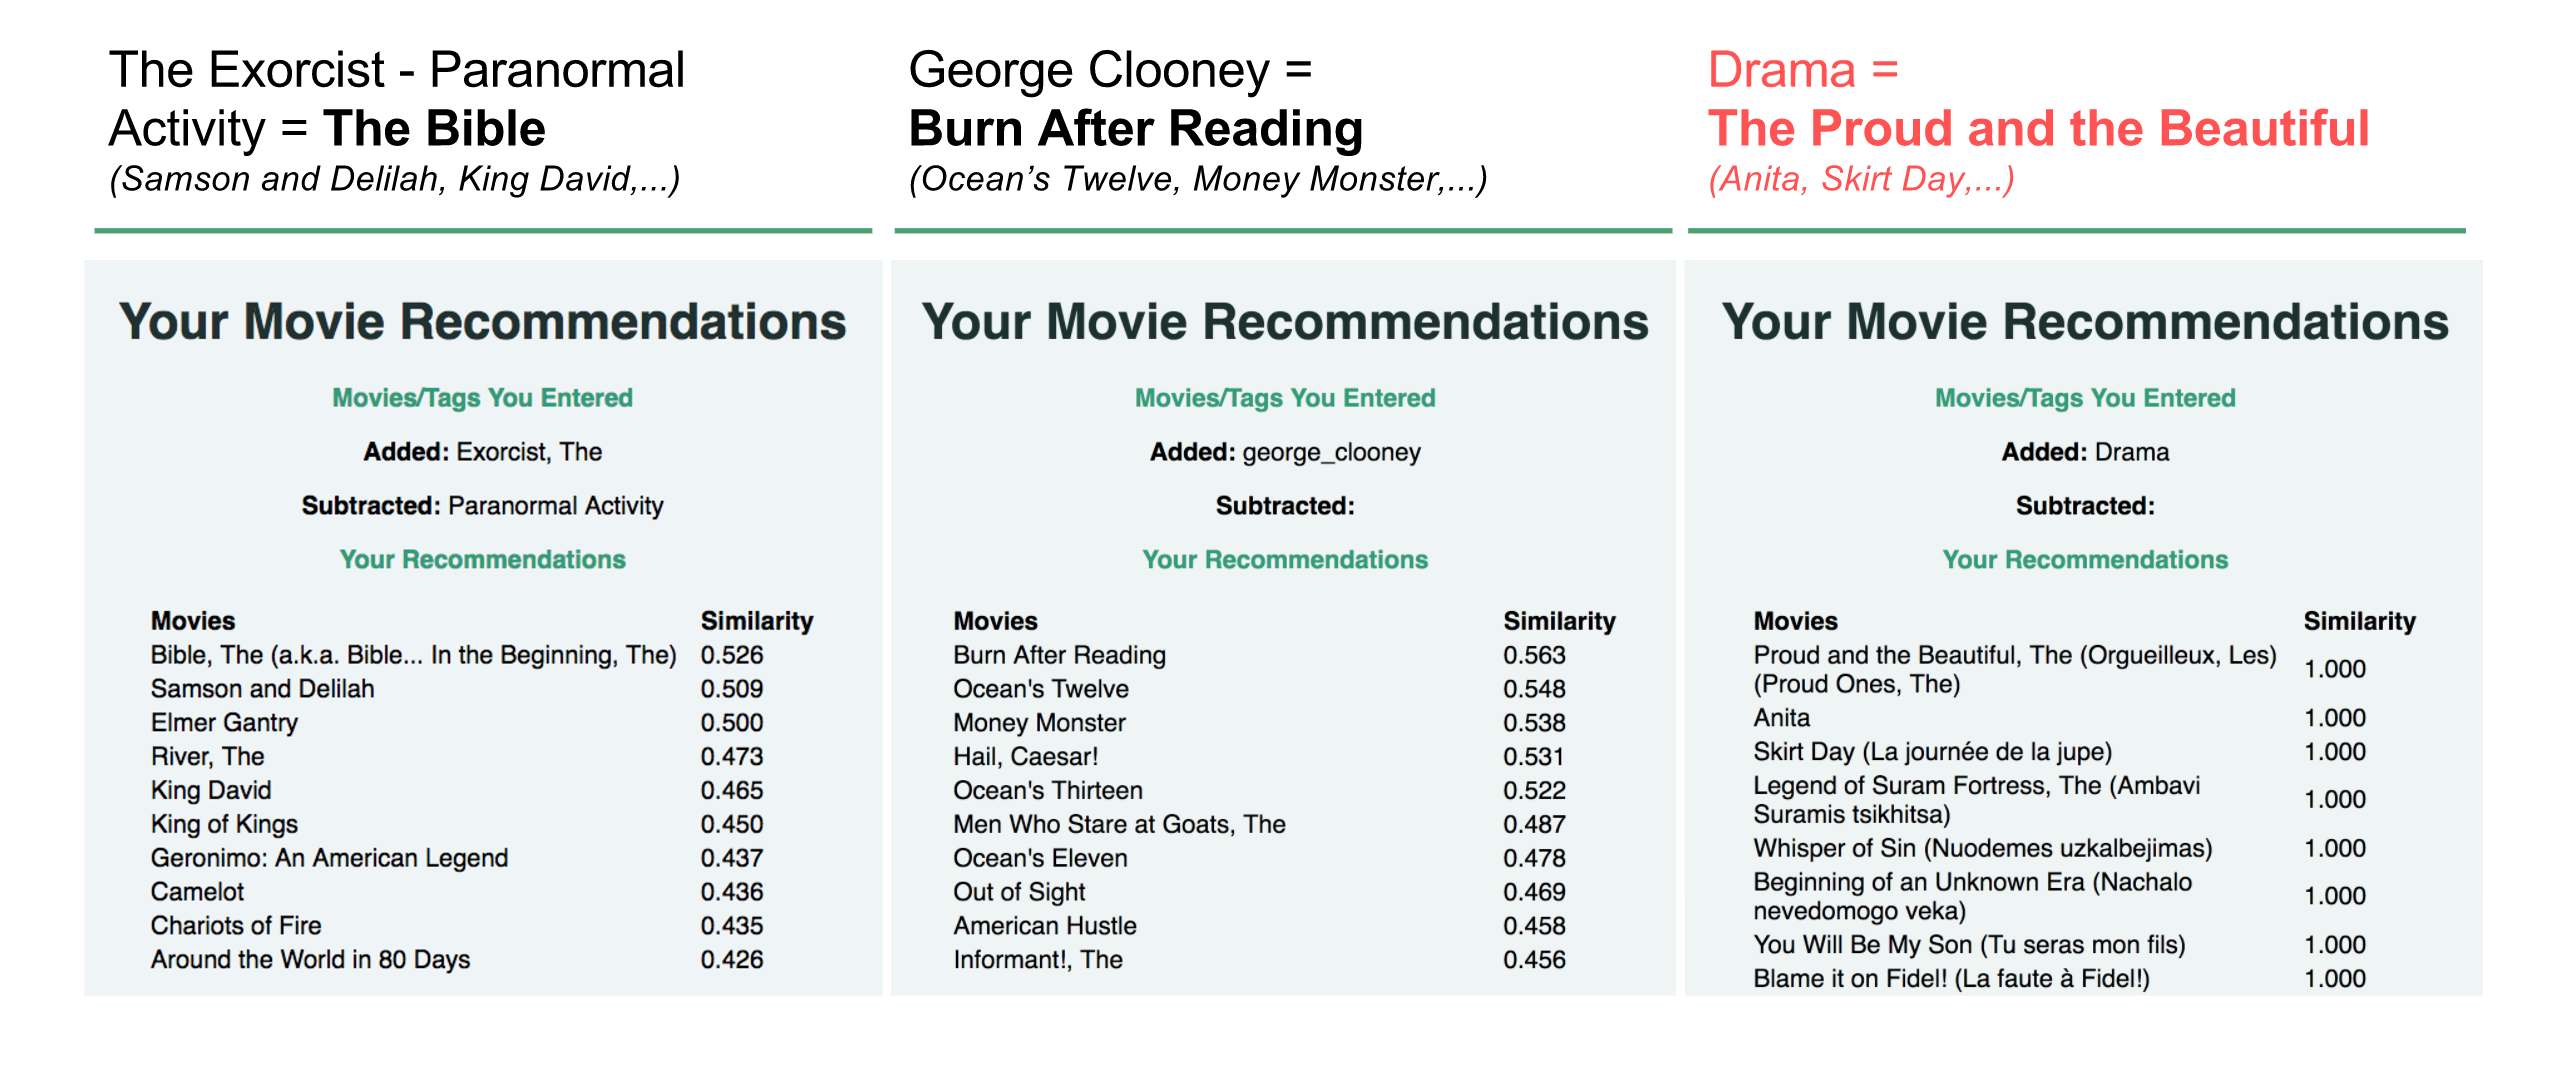 The Exorcist - Paranormal
Activity = The Bible
(Samson and Delilah, King David,...)
Your Movie Recommendations
Movies/Tags You Entered
Added: Exorcist, The
Subtracted: Paranormal Activity
Your Recommendations
Movies Similarity
Bible, The (a.k.a. Bible... In the Beginning, The) 0.526
Samson and Delilah 0.509
Elmer Gantry 0.500
River, The 0.473
King David 0.465
King of Kings 0.450
Geronimo: An American Legend 0.437
Camelot 0.436
Chariots of Fire 0.435
Around the World in 80 Days 0.426
George Clooney =
Burn After Reading
(Ocean’s Twelve, Money Monster,...)
Your Movie Recommendations
Movies/Tags You Entered
Added: george_clooney
Subtracted:
Your Recommendations
Movies Similarity
Burn After Reading 0.563
Ocean's Twelve 0.548
Money Monster 0.538
Hail, Caesar! 0.531
Ocean's Thirteen 0.522
Men Who Stare at Goats, The 0.487
Ocean's Eleven 0.478
Out of Sight 0.469
American Hustle 0.458
Informant!, The 0.456
Drama =
The Proud and the Beautiful
(Anita, Skirt Day,...)
Your Movie Recommendations
Movies/Tags You Entered
Added: Drama
Subtracted:
Your Recommendations
Movies Similarity
Proud and the Beautiful, The (Orgueilleux, Les)
(Proud Ones, The) 1.000
Anita 1.000
Skirt Day (La journée de la jupe) 1.000
Legend of Suram Fortress, The (Ambavi
Suramis tsikhitsa) 1.000
Whisper of Sin (Nuodemes uzkalbejimas) 1.000
Beginning of an Unknown Era (Nachalo
nevedomogo veka) 1.000
You Will Be My Son (Tu seras mon fils) 1.000
Blame it on Fidel! (La faute à Fidel!) 1.000